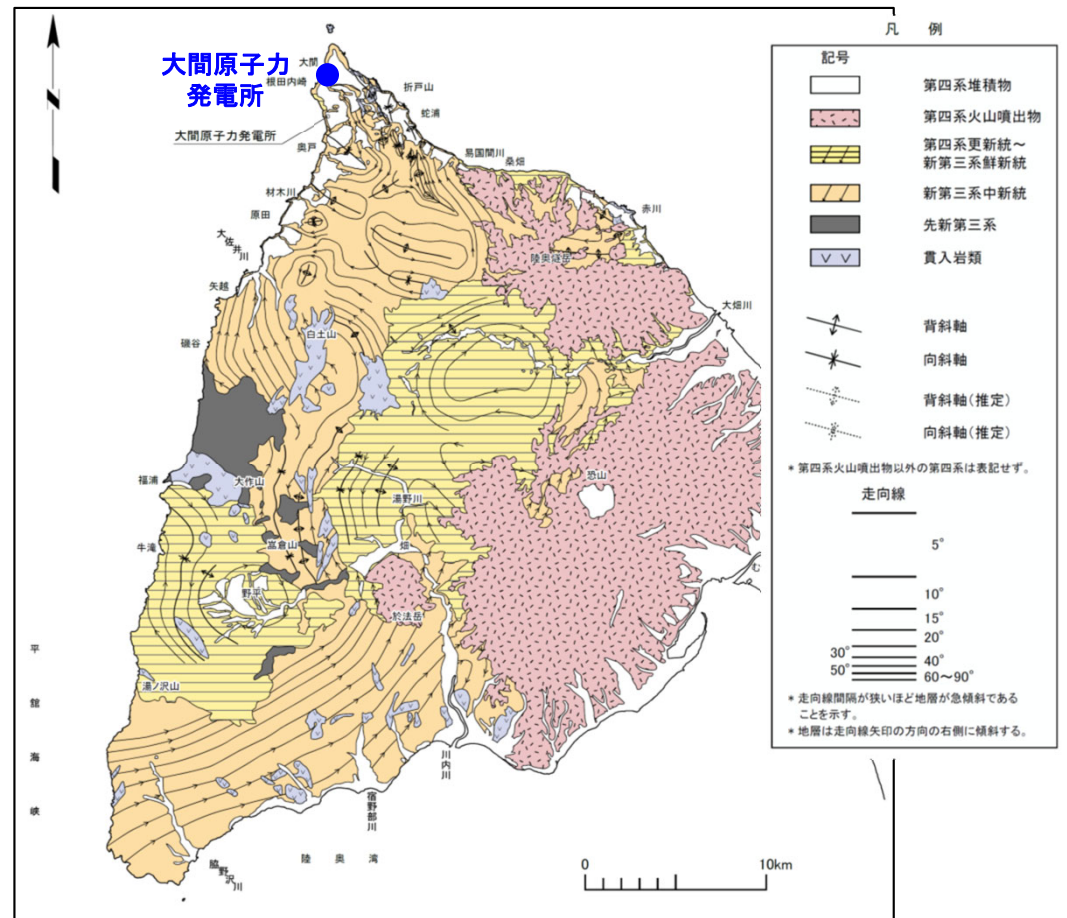 凡 例
大間原子力
発電所
大間
根田内崎
折戸山
蛇浦
大間原子力発電所
奥戸
易国間川
桑畑
材木川
原田
赤川
大佐井川
陸奥燧岳
矢越
大畑川
磯谷
白土山
福浦
大作山
恐山
湯野川
牛滝
畑
野平
於法岳
む
湯ノ沢山
平舘海峡
川内川
宿野部川
脇野沢川
陸奥湾
0
10km
記号
第四系堆積物
第四系火山噴出物
第四系更新統~
新第三系鮮新統
新第三系中新統
先新第三系
貫入岩類
背斜軸
向斜軸
背斜軸(推定)
向斜軸(推定)
* 第四系火山噴出物以外の第四系は表記せず。
走向線
5°
10°
15°
20°
30°
40°
50°
60~90°
* 走向線間隔が狭いほど地層が急傾斜である
ことを示す。
* 地層は走向線矢印の方向の右側に傾斜する。